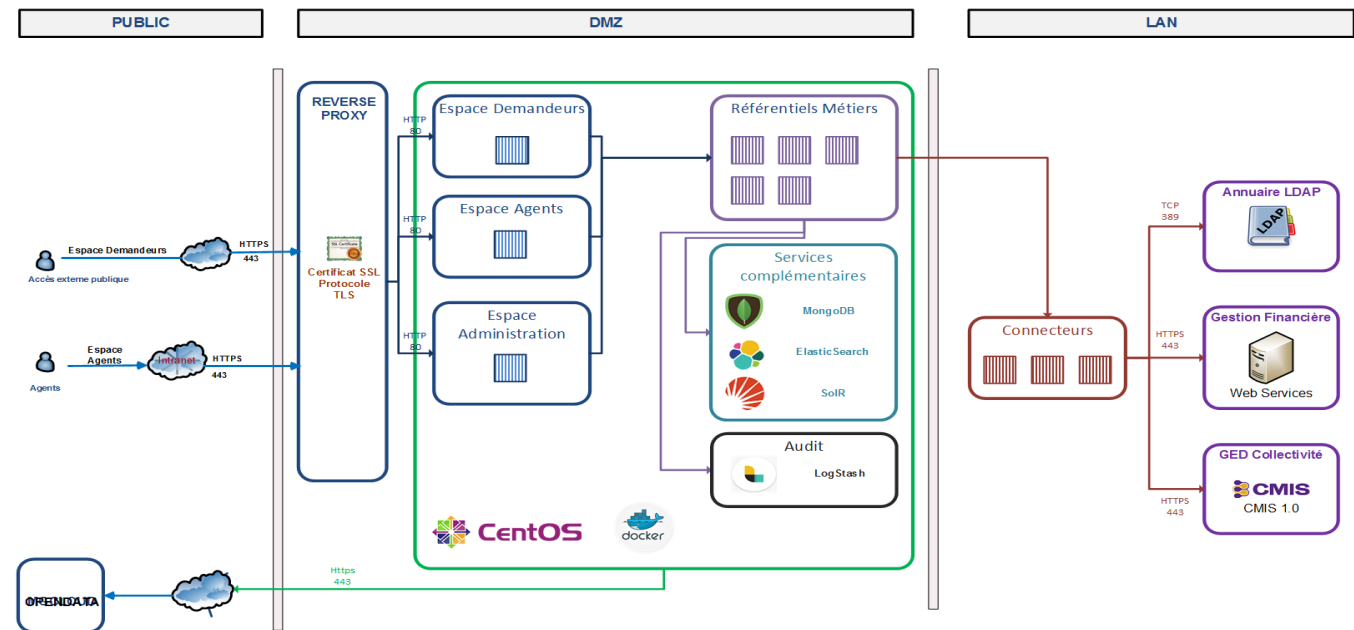 PUBLIC
DMZ
LAN
REVERSE
PROXY
Certificat SSL
Protocole
TLS
Espace Demandeurs
HTTPS
443
Accès externe publique
Espace
Agents
Intranet
HTTPS
443
Agents
HTTP
80
Espace Demandeurs
HTTP
80
Espace Agents
HTTP
80
Espace
Administration
Référentiels Métiers
Services
complémentaires
MongoDB
ElasticSearch
SolR
Audit
LogStash
CentOS
docker
Https
443
Connecteurs
TCP
389
Annuaire LDAP
LDAP
HTTPS
443
Gestion Financière
Web Services
HTTPS
443
GED Collectivité
CMIS
CMIS 1.0
OPENDATA